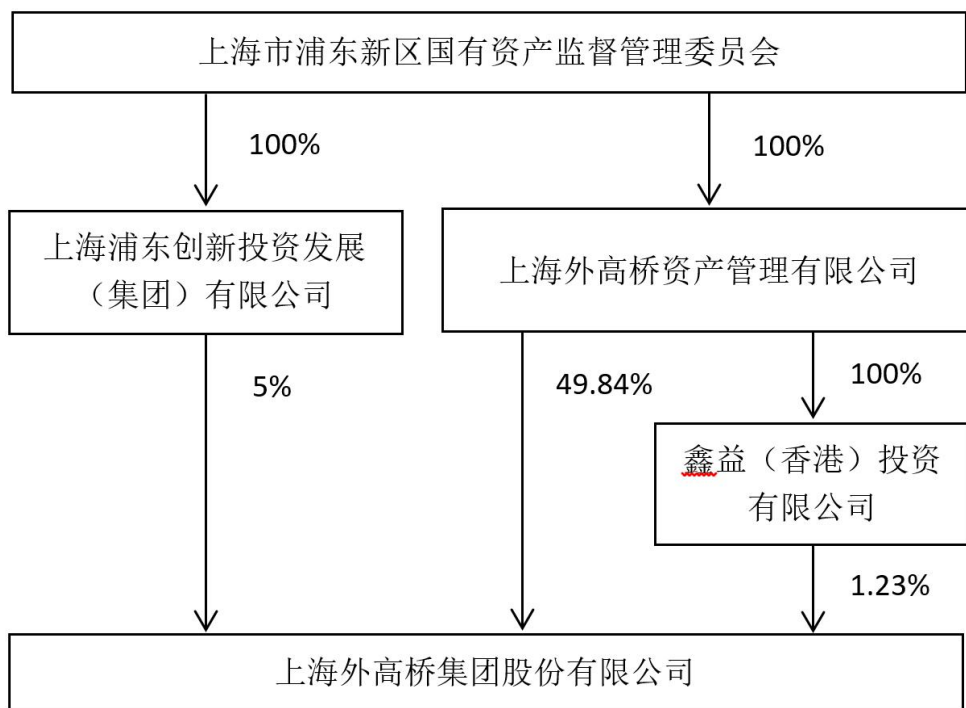 上海市浦东新区国有资产监督管理委员会
100%
100%
上海浦东创新投资发展
（集团）有限公司
上海外高桥资产管理有限公司
5%
49.84%
100%
鑫益（香港）投资
有限公司
1.23%
上海外高桥集团股份有限公司